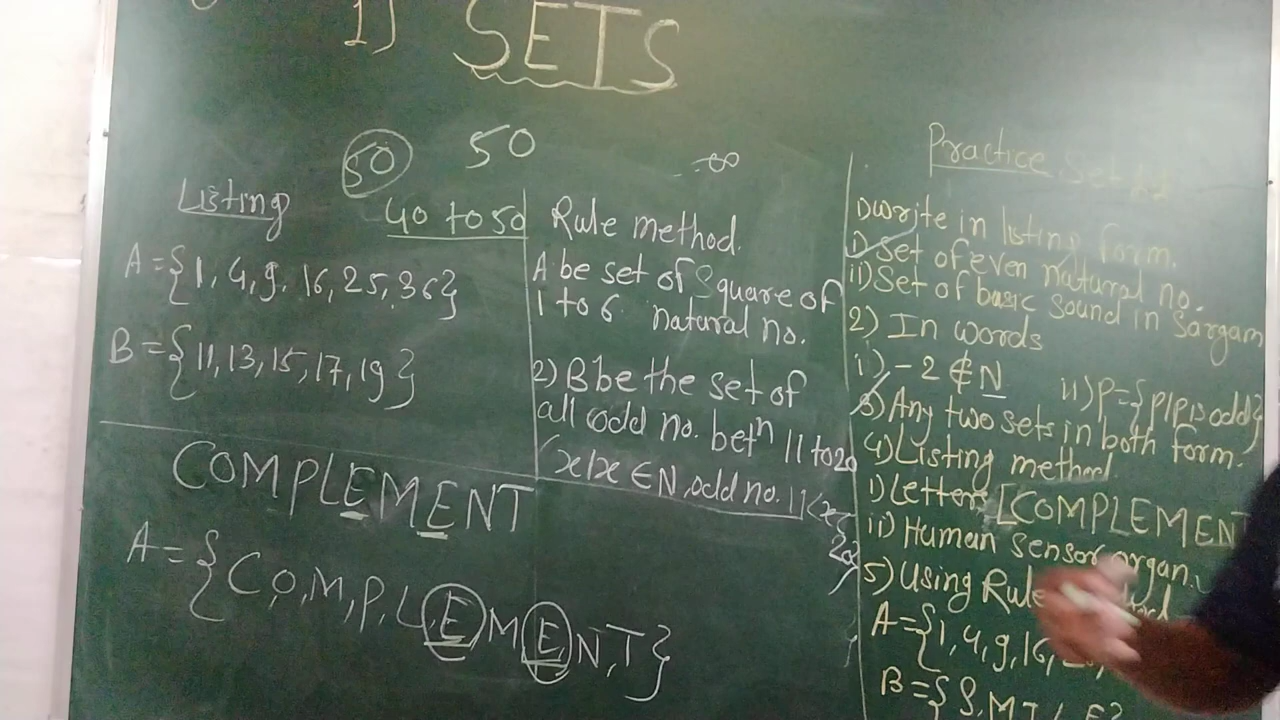 1) SETS
50 50 ∞
Listing
40 to 50
A = {1, 4, 9, 16, 25, 36}
B = {11, 13, 15, 17, 19}
Rule method.
A be set of Square of
1 to 6 natural no.
2) B be the set of
all odd no. betn 11 to 20
(x/x ∈ N, odd no. 11<x<
20
COMPLEMENT
A = {C, O, M, P, L, E M E N, T}
Practice Set
1) Write in listing form.
i) Set of even natural no.
ii) Set of basic sound in Sargam
2) In words
i) -2 ∉ N ii) P = {p/p is odd}
3) Any two sets in both form.
4) Listing method
i) Letters [COMPLEMENT
ii) Human sensor organ.
5) Using Rule
A = {1, 4, 9, 16,
B = {